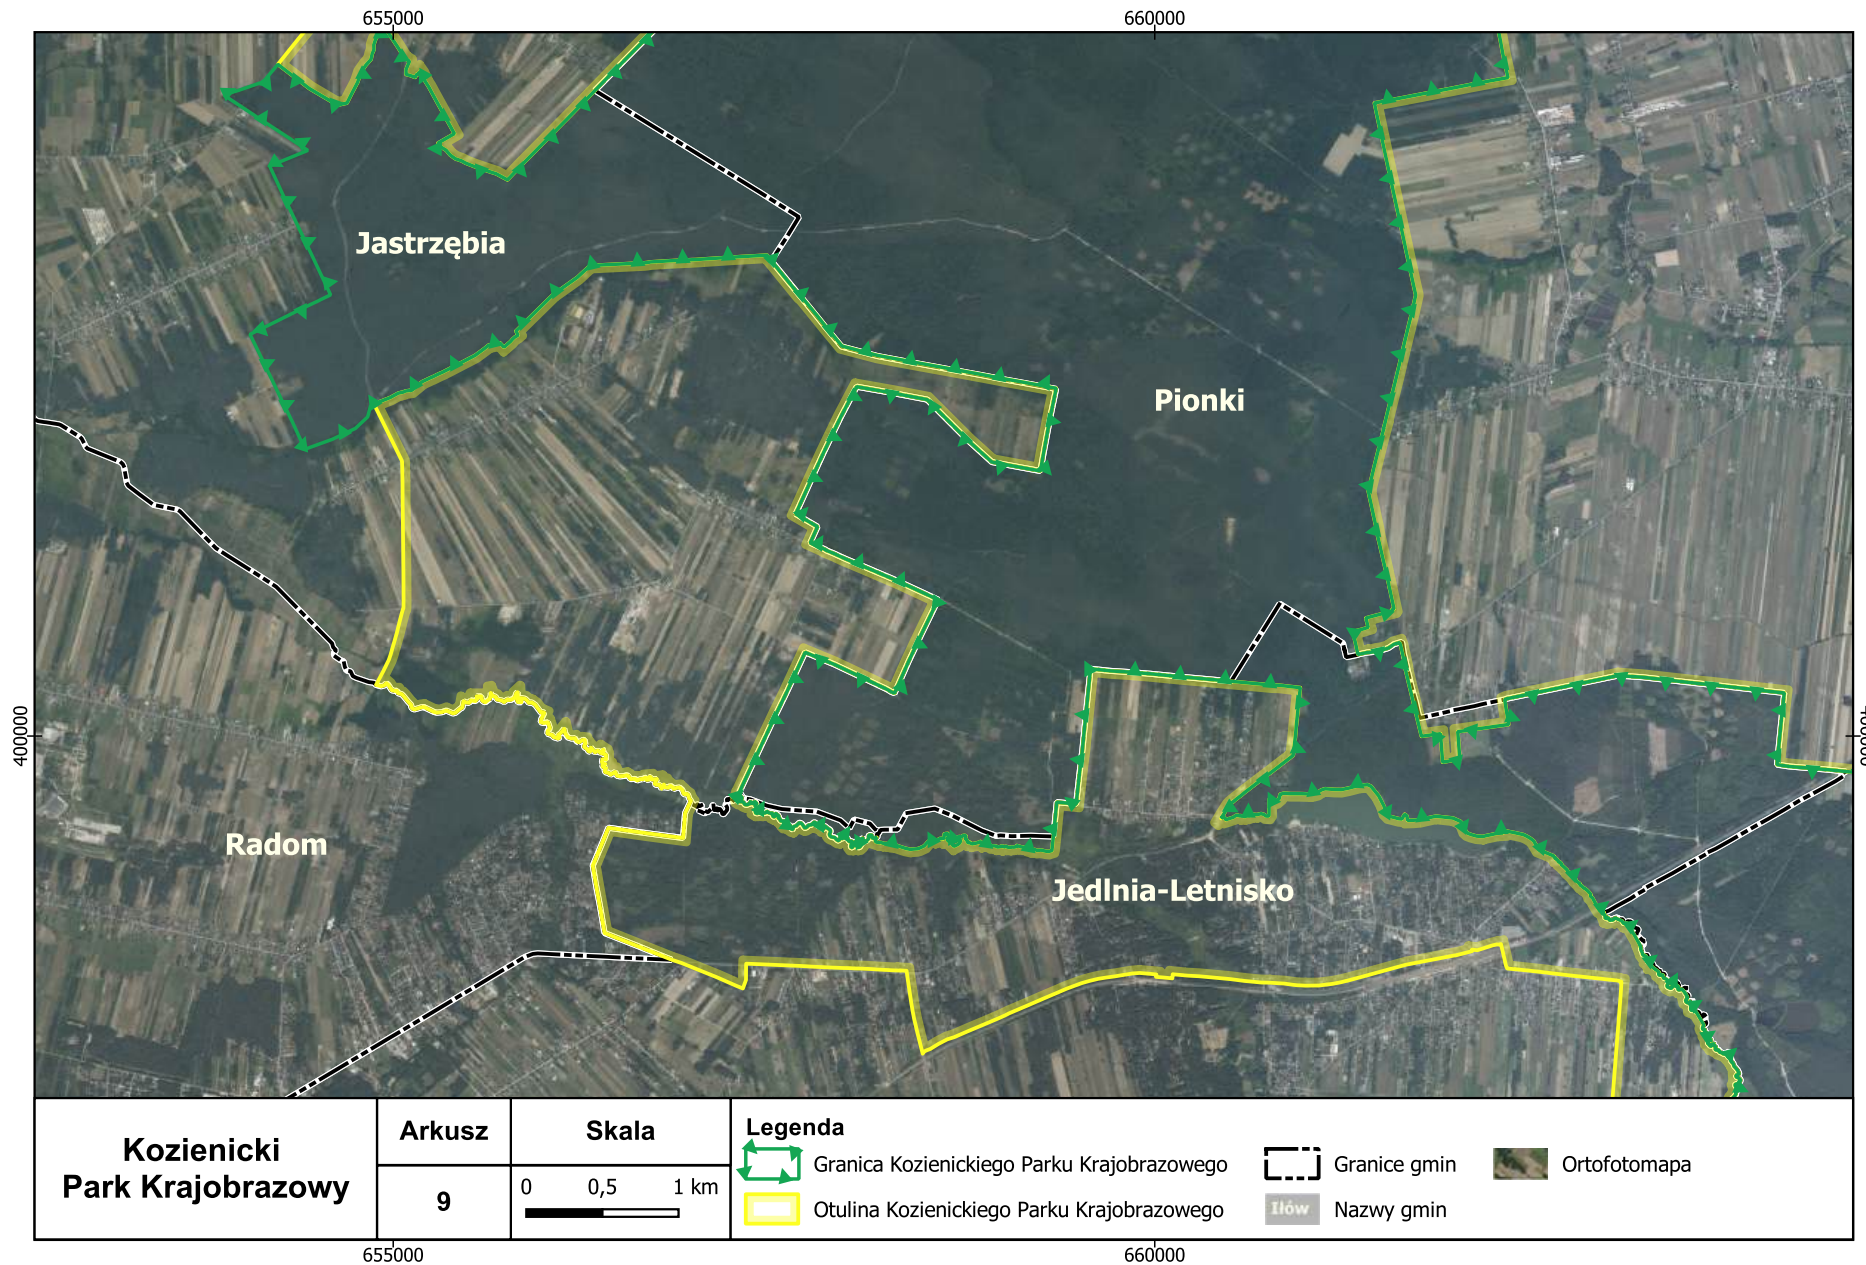 655000
660000
Jastrzębia
Pionki
400000
Radom
Jedlnia-Letnisko
Kozienicki
Park Krajobrazowy
Arkusz
9
Skala
0 0,5 1 km
Legenda
Granica Kozienickiego Parku Krajobrazowego
Otulina Kozienickiego Parku Krajobrazowego
Granice gmin
Iłów
Nazwy gmin
Ortofotomapa
655000
660000